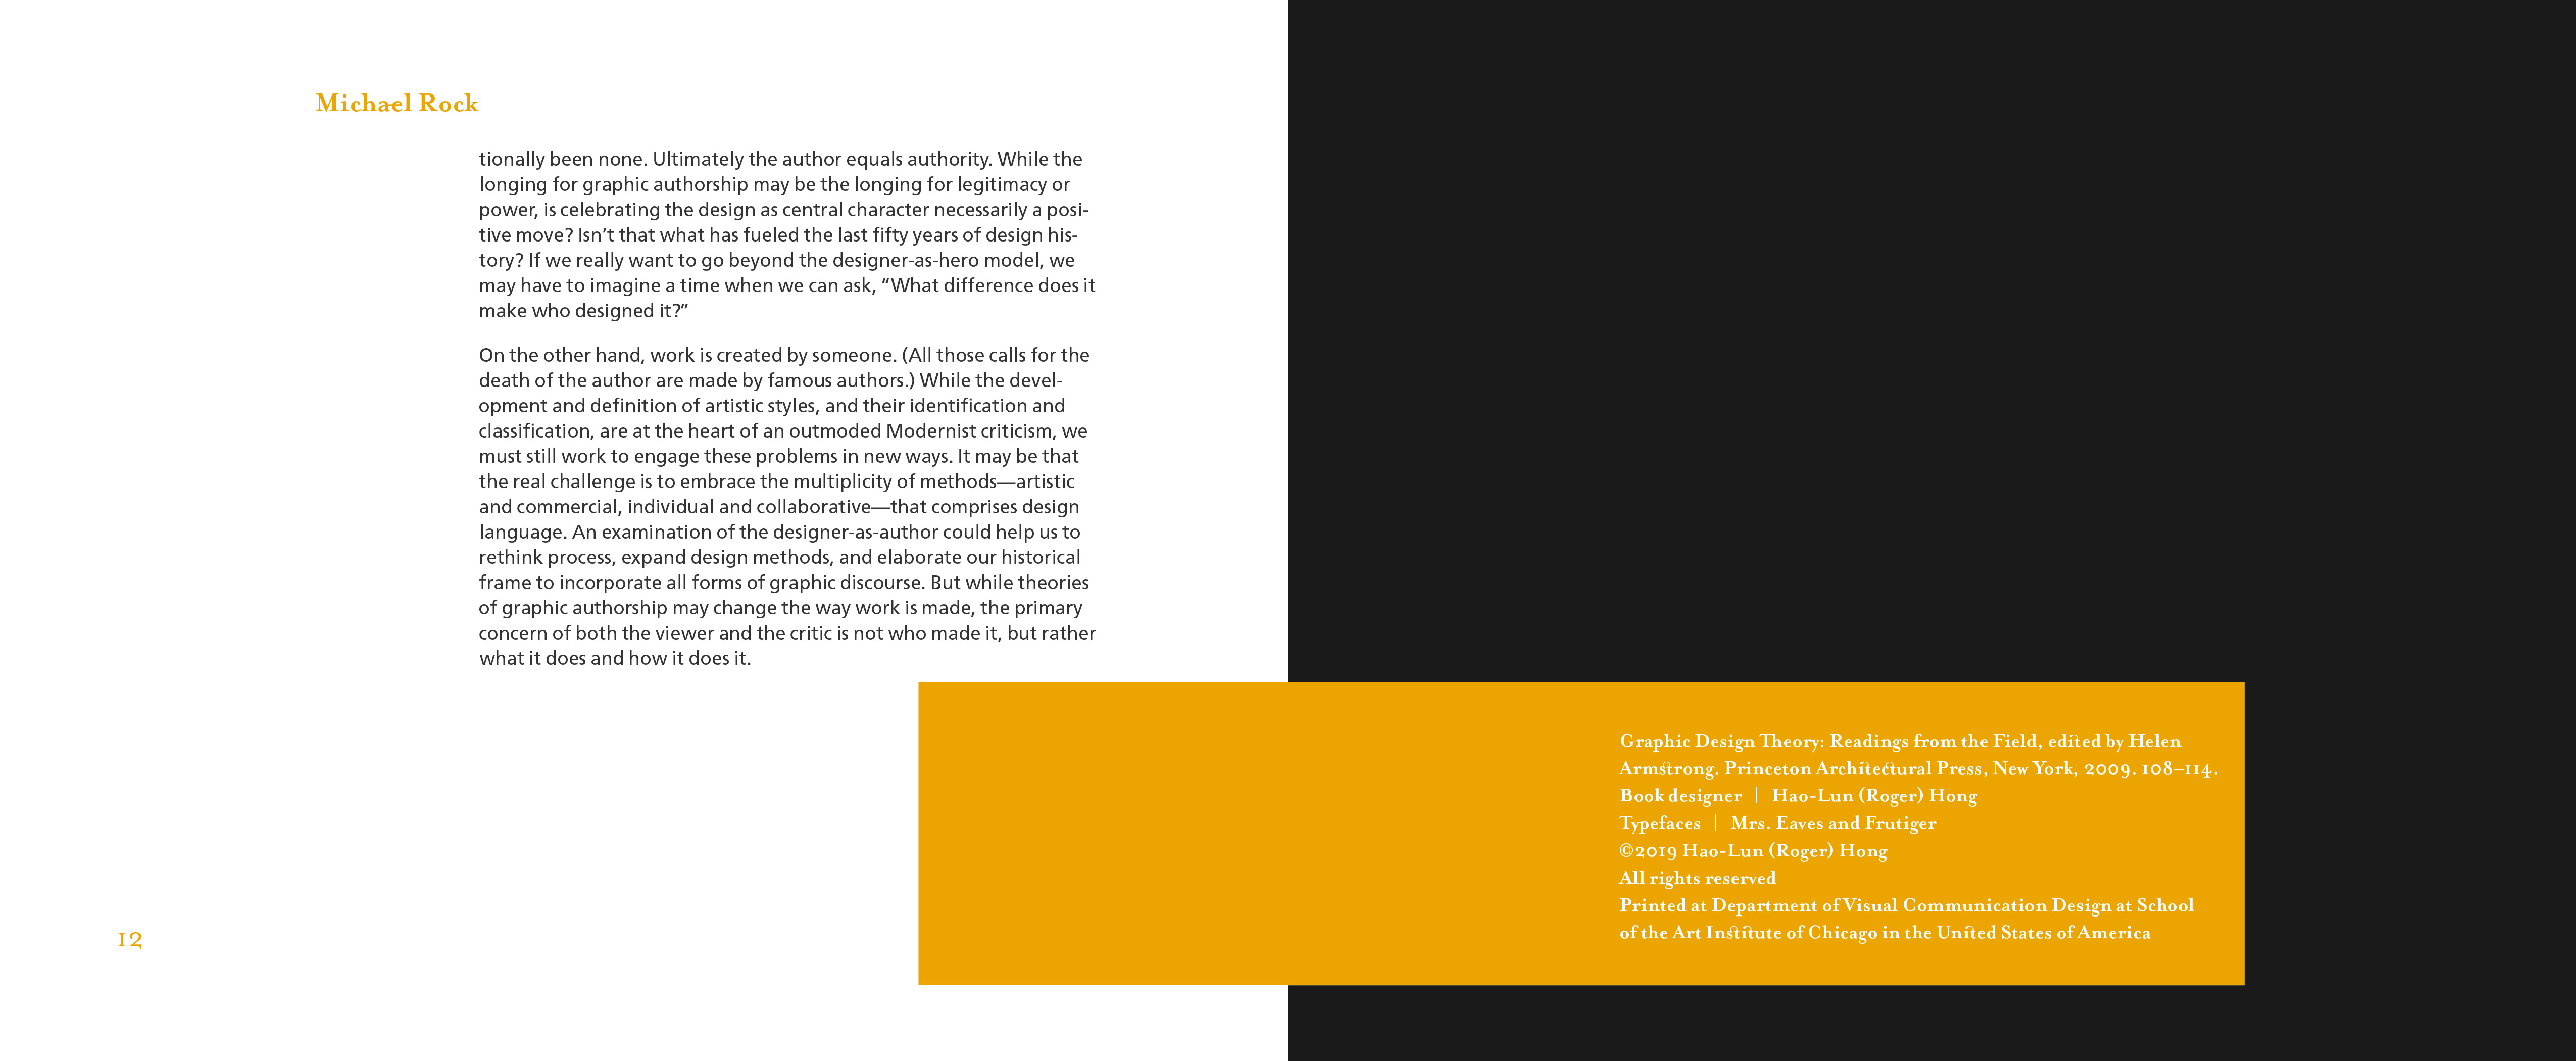 Michael Rock
tionally been none. Ultimately the author equals authority. While the
longing for graphic authorship may be the longing for legitimacy or
power, is celebrating the design as central character necessarily a posi-
tive move? Isn’t that what has fueled the last fifty years of design his-
tory? If we really want to go beyond the designer-as-hero model, we
may have to imagine a time when we can ask, “What difference does it
make who designed it?”
On the other hand, work is created by someone. (All those calls for the
death of the author are made by famous authors.) While the devel-
opment and definition of artistic styles, and their identification and
classification, are at the heart of an outmoded Modernist criticism, we
must still work to engage these problems in new ways. It may be that
the real challenge is to embrace the multiplicity of methods—artistic
and commercial, individual and collaborative—that comprises design
language. An examination of the designer-as-author could help us to
rethink process, expand design methods, and elaborate our historical
frame to incorporate all forms of graphic discourse. But while theories
of graphic authorship may change the way work is made, the primary
concern of both the viewer and the critic is not who made it, but rather
what it does and how it does it.
12
Graphic Design Theory: Readings from the Field, edited by Helen
Armstrong. Princeton Architectural Press, New York, 2009. 108–114.
Book designer | Hao-Lun (Roger) Hong
Typefaces | Mrs. Eaves and Frutiger
©2019 Hao-Lun (Roger) Hong
All rights reserved
Printed at Department of Visual Communication Design at School
of the Art Institute of Chicago in the United States of America